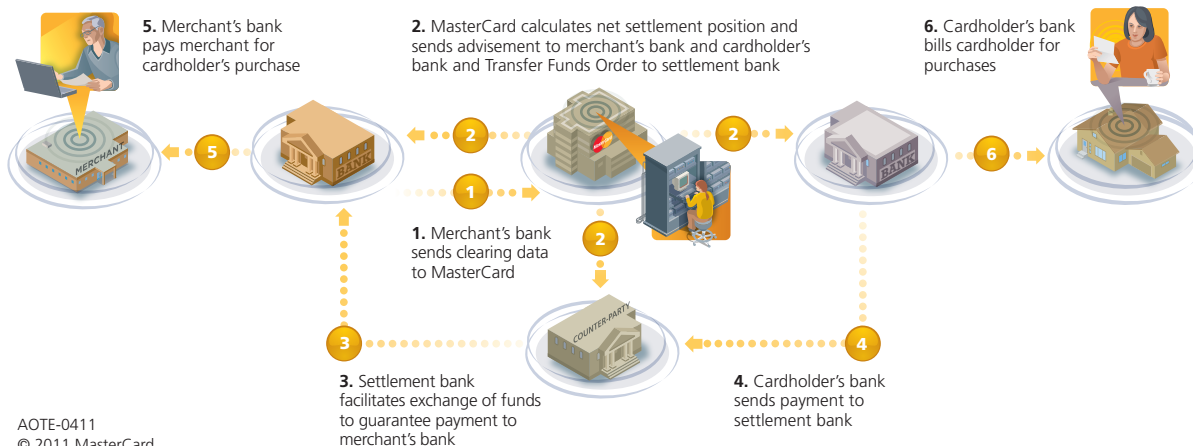 5. Merchant's bank
pays merchant for
cardholder's purchase
2. MasterCard calculates net settlement position and
sends advisement to merchant's bank and cardholder's
bank and Transfer Funds Order to settlement bank
6. Cardholder's bank
bills cardholder for
purchases
MERCHANT
5
BANK
2
MasterCard
2
BANK
6
1
1. Merchant's bank
sends clearing data
to MasterCard
2
COUNTER-PARTY
3
4
3. Settlement bank
facilitates exchange of funds
to guarantee payment to
merchant's bank
4. Cardholder's bank
sends payment to
settlement bank
AOTE-0411
© 2011 MasterCard